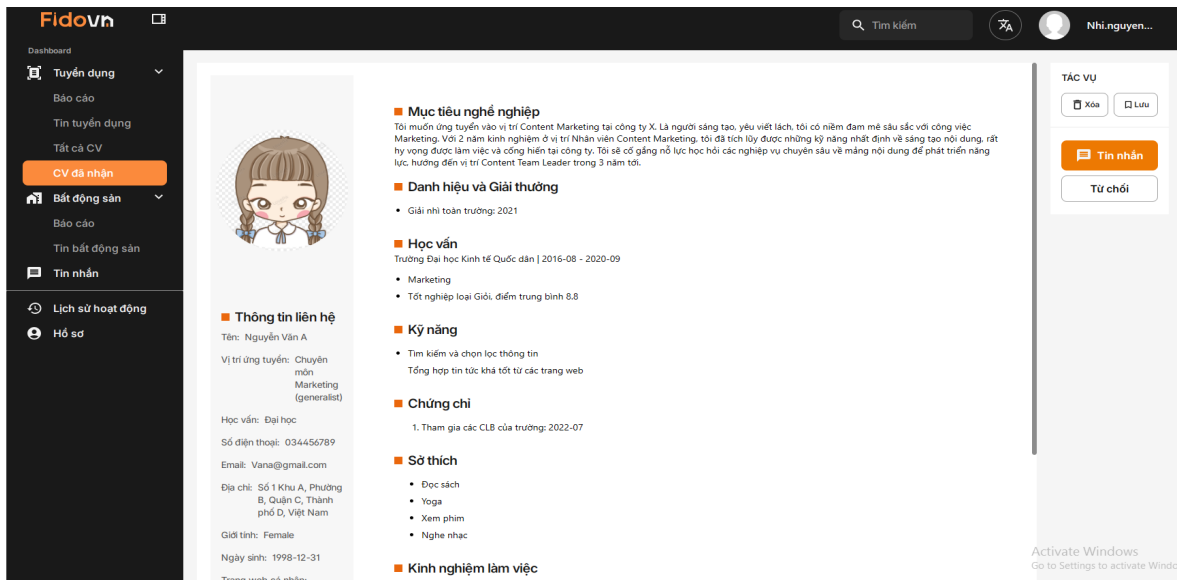 Fidovn
Tìm kiếm
Nhi.nguyen...
Dashboard
Tuyển dụng
Báo cáo
Tin tuyển dụng
Tất cả CV
CV đã nhận
Bất động sản
Báo cáo
Tin bất động sản
Tin nhắn
Lịch sử hoạt động
Hồ sơ
Thông tin liên hệ
Tên: Nguyễn Văn A
Vị trí ứng tuyển: Chuyên
môn
Marketing
(generalist)
Học vấn: Đại học
Số điện thoại: 034456789
Email: Vana@gmail.com
Địa chỉ: Số 1 Khu A, Phường
B, Quận C, Thành
phố D, Việt Nam
Giới tính: Female
Ngày sinh: 1998-12-31
Trang web cá nhân:
Mục tiêu nghề nghiệp
Tôi muốn ứng tuyển vào vị trí Content Marketing tại công ty X. Là người sáng tạo, yêu viết lách, tôi có niềm đam mê sâu sắc với công việc
Marketing. Với 2 năm kinh nghiệm ở vị trí Nhân viên Content Marketing, tôi đã tích lũy được những kỹ năng nhất định về sáng tạo nội dung, rất
hy vọng được làm việc và cống hiến tại công ty. Tôi sẽ cố gắng nỗ lực học hỏi các nghiệp vụ chuyên sâu về mảng nội dung để phát triển năng
lực, hướng đến vị trí Content Team Leader trong 3 năm tới.
Danh hiệu và Giải thưởng
• Giải nhì toàn trường: 2021
Học vấn
Trường Đại học Kinh tế Quốc dân | 2016-08 - 2020-09
• Marketing
• Tốt nghiệp loại Giỏi, điểm trung bình 8.8
Kỹ năng
• Tìm kiếm và chọn lọc thông tin
Tổng hợp tin tức khá tốt từ các trang web
Chứng chỉ
1. Tham gia các CLB của trường: 2022-07
Sở thích
• Đọc sách
• Yoga
• Xem phim
• Nghe nhạc
Kinh nghiệm làm việc
TÁC VỤ
Xóa
Lưu
Tin nhắn
Từ chối
Activate Windows
Go to Settings to activate Windo